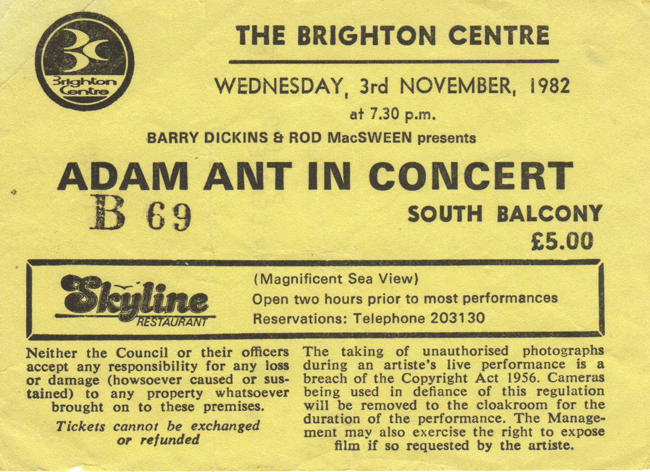 Brighton
Centre
THE BRIGHTON CENTRE
WEDNESDAY, 3rd NOVEMBER, 1982
at 7.30 p.m.
BARRY DICKINS & ROD MacSWEEN presents
ADAM ANT IN CONCERT
B 69
SOUTH BALCONY
£5.00
Skyline
RESTAURANT
(Magnificent Sea View)
Open two hours prior to most performances
Reservations: Telephone 203130
Neither the Council or their officers
accept any responsibility for any loss
or damage (howsoever caused or sus-
tained) to any property whatsoever
brought on to these premises.
Tickets cannot be exchanged
or refunded
The taking of unauthorised photographs
during an artiste's live performance is a
breach of the Copyright Act 1956. Cameras
being used in defiance of this regulation
will be removed to the cloakroom for the
duration of the performance. The Manage-
ment may also exercise the right to expose
film if so requested by the artiste.